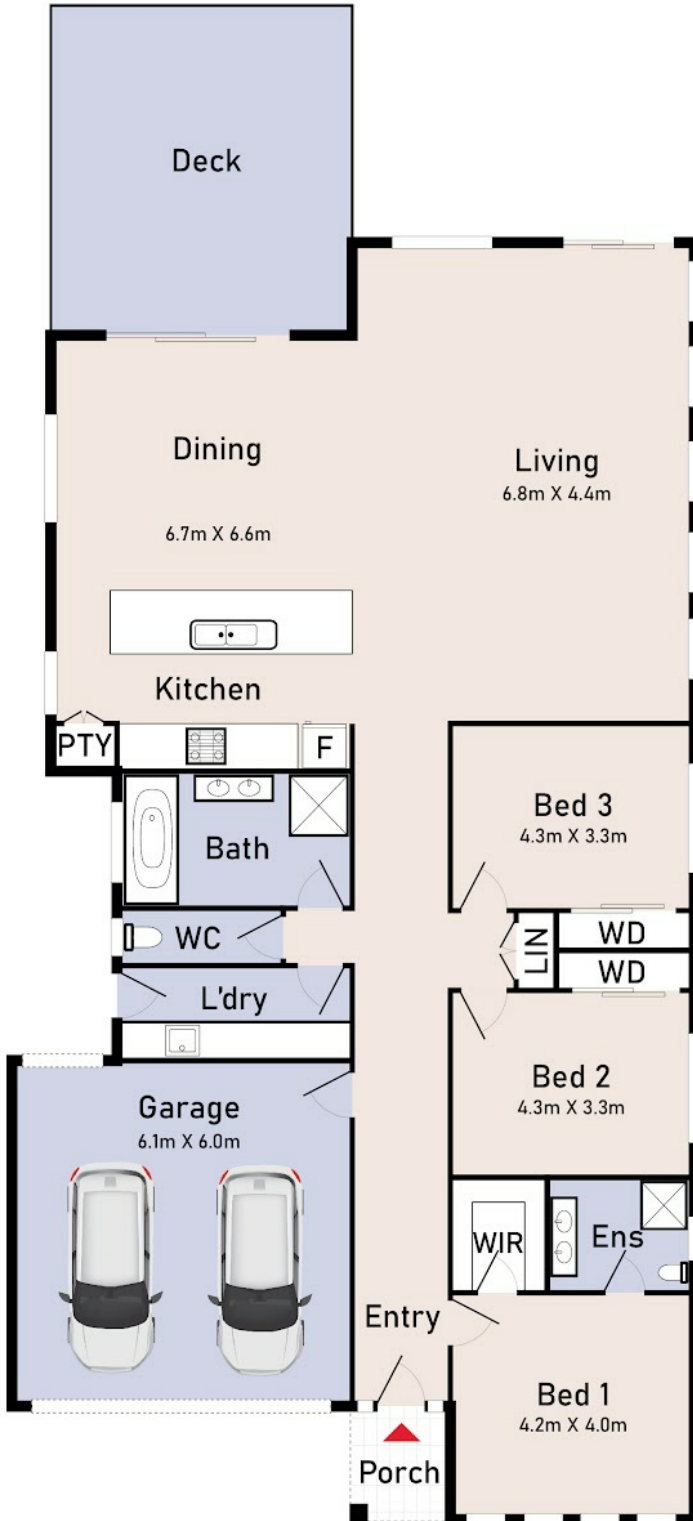 Deck
Dining
6.7m X 6.6m
Living
6.8m X 4.4m
Kitchen
PTY
F
Bath
Bed 3
4.3m X 3.3m
WC
LIN
WD
WD
L'dry
Bed 2
4.3m X 3.3m
Garage
6.1m X 6.0m
WIR
Ens
Entry
Bed 1
4.2m X 4.0m
Porch